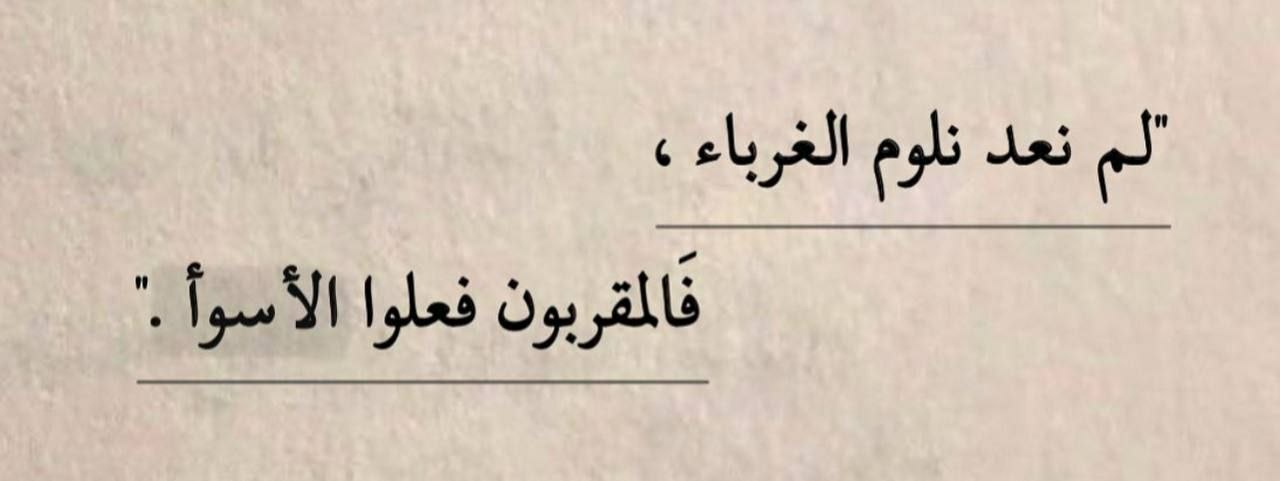 "لم نعد نلوم الغرباء ،
فَالمقربون فعلوا الأسوأ ."